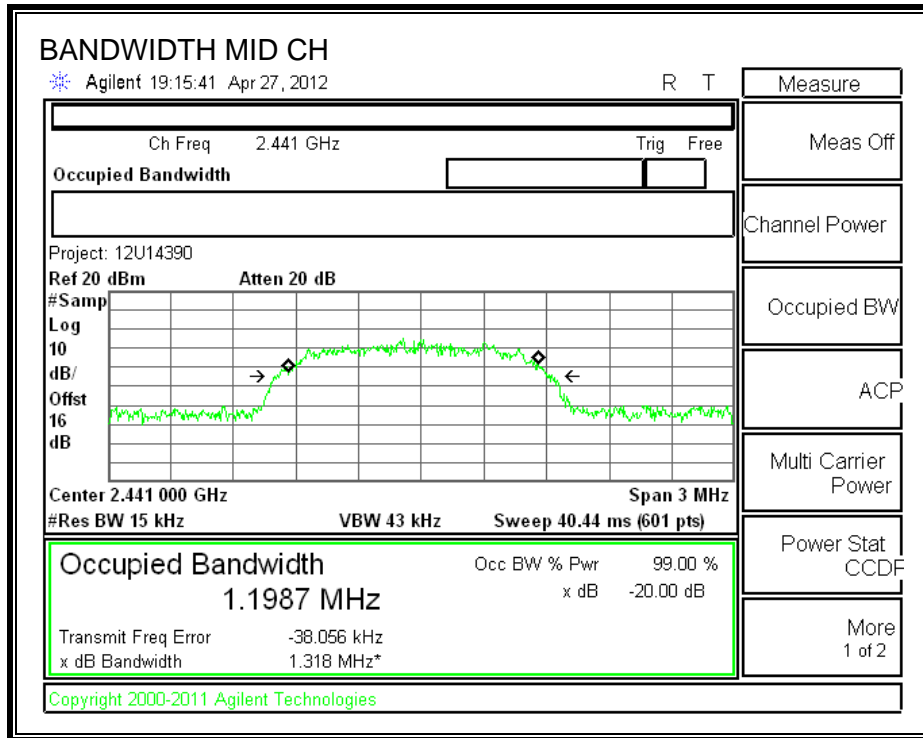 BANDWIDTH MID CH
Agilent 19:15:41 Apr 27, 2012 R T
Measure
Ch Freq 2.441 GHz Trig Free
Occupied Bandwidth
Meas Off
Channel Power
Occupied BW
ACP
Multi Carrier
Power
Power Stat
CCDF
More
1 of 2
Project: 12U14390
Ref 20 dBm Atten 20 dB
#Samp
Log
10
dB/
Offst
16
dB
Center 2.441 000 GHz Span 3 MHz
#Res BW 15 kHz VBW 43 kHz Sweep 40.44 ms (601 pts)
Occupied Bandwidth Occ BW % Pwr 99.00 %
1.1987 MHz x dB -20.00 dB
Transmit Freq Error -38.056 kHz
x dB Bandwidth 1.318 MHz*
Copyright 2000-2011 Agilent Technologies